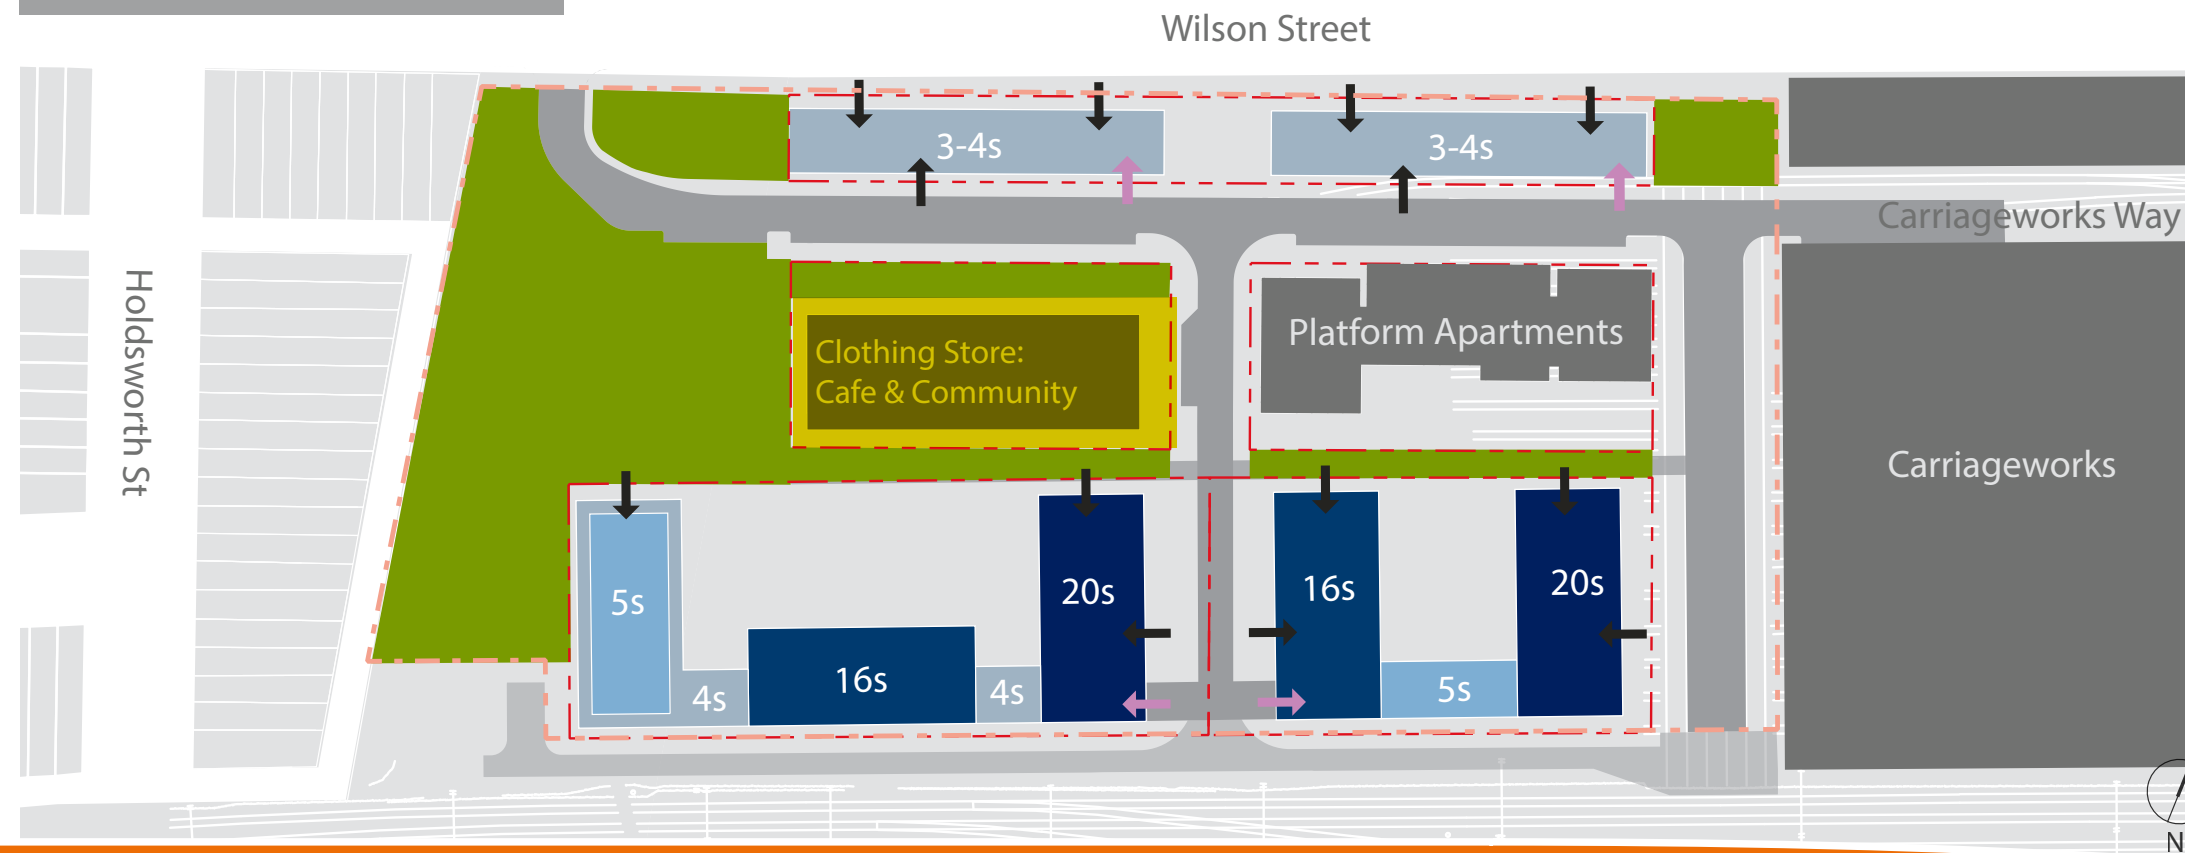 Wilson Street
3-4s
3-4s
Carriageworks Way
Holdsworth St
Clothing Store:
Cafe & Community
Platform Apartments
Carriageworks
5s
20s
16s
20s
4s
16s
4s
5s
N